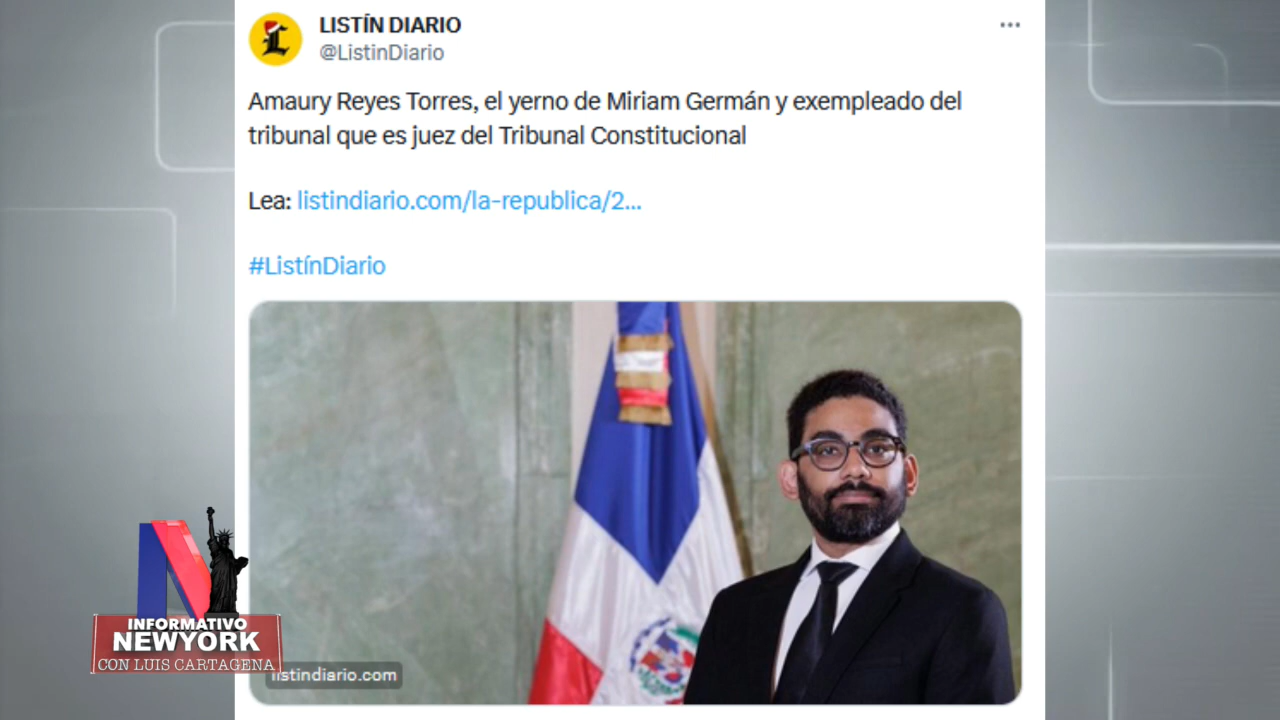 LISTÍN DIARIO
@ListinDiario
Amaury Reyes Torres, el yerno de Miriam Germán y exempleado del
tribunal que es juez del Tribunal Constitucional
Lea: listindiario.com/la-republica/2...
#ListínDiario
listindiario.com
INFORMATIVO
NEWYORK
CON LUIS CARTAGENA